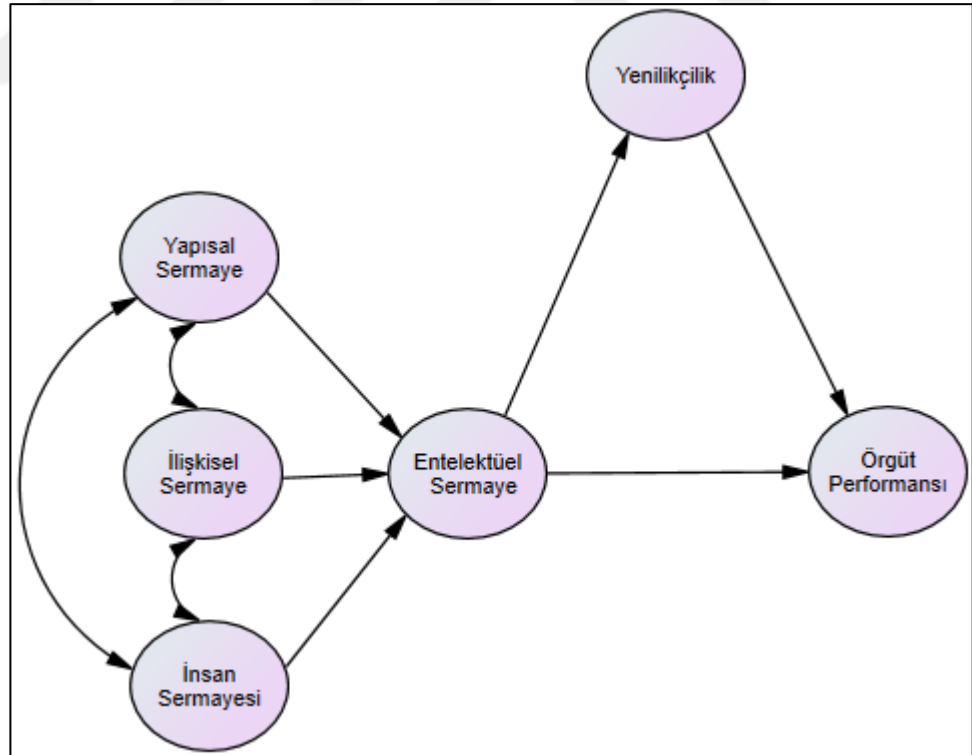 Yenilikçilik
Yapısal
Sermaye
İlişkisel
Sermaye
Entelektüel
Sermaye
Örgüt
Performansı
İnsan
Sermayesi